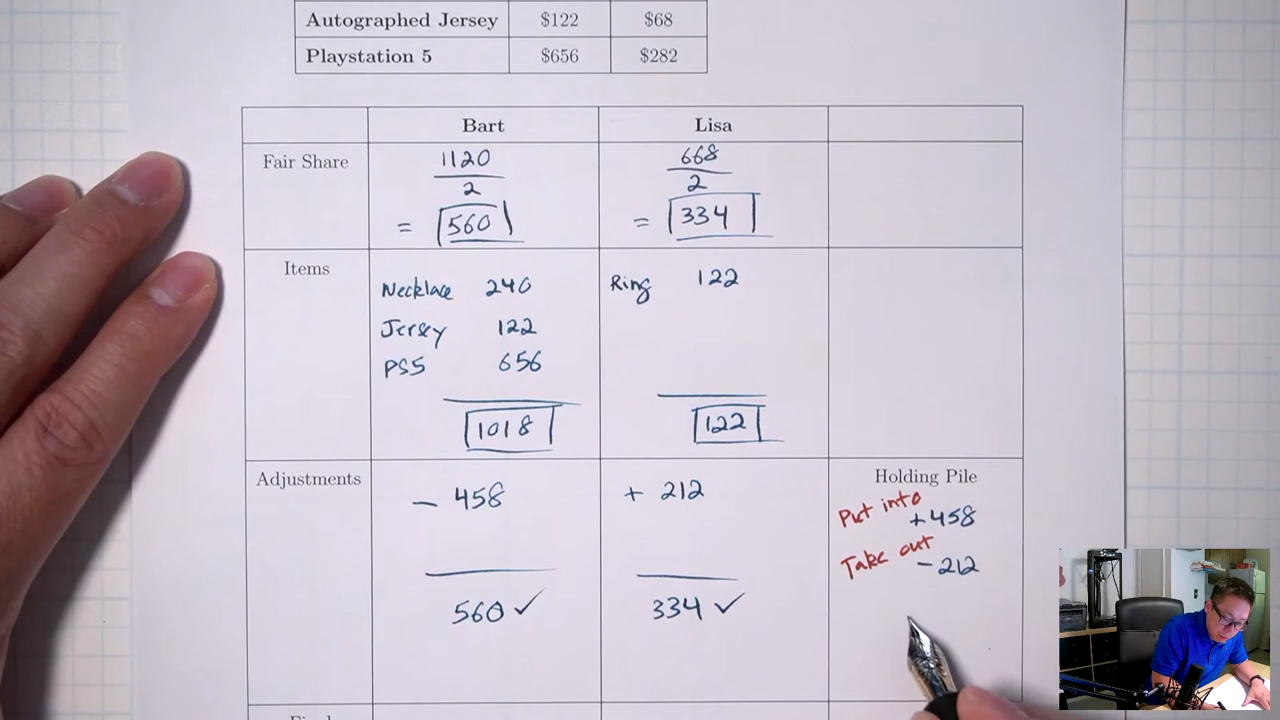 Autographed Jersey $122 $68
Playstation 5 $656 $282
Bart Lisa
Fair Share 1120 668
2 2
= 560 = 334
Items Necklace 240 Ring 122
Jersey 122
PS5 656
1018 122
Adjustments - 458 + 212 Holding Pile
Put into +458
Take out -212
560 ✓ 334 ✓